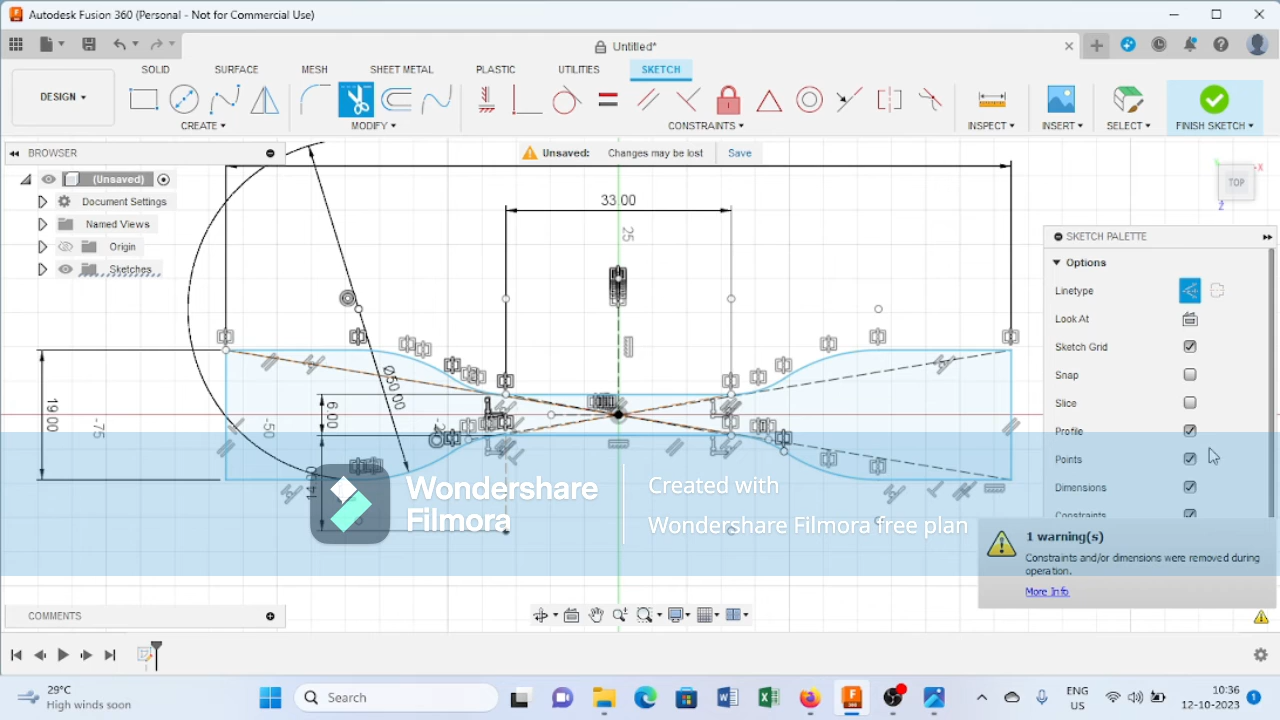 Autodesk Fusion 360 (Personal - Not for Commercial Use)
Untitled*
SOLID SURFACE MESH SHEET METAL PLASTIC UTILITIES SKETCH
DESIGN
CREATE MODIFY CONSTRAINTS INSPECT INSERT SELECT FINISH SKETCH
BROWSER
Unsaved: Changes may be lost Save
(Unsaved)
Document Settings
Named Views
Origin
Sketches
TOP
X
Z
33.00
25
Ø50.00
19.00
6.00
-75
-50
SKETCH PALETTE
Options
Linetype
Look At
Sketch Grid
Snap
Slice
Profile
Points
Dimensions
Constraints
Wondershare
Filmora
Created with
Wondershare Filmora free plan
1 warning(s)
Constraints and/or dimensions were removed during
operation.
More Info
COMMENTS
29°C
High winds soon
Search
ENG
US
10:36
12-10-2023
1